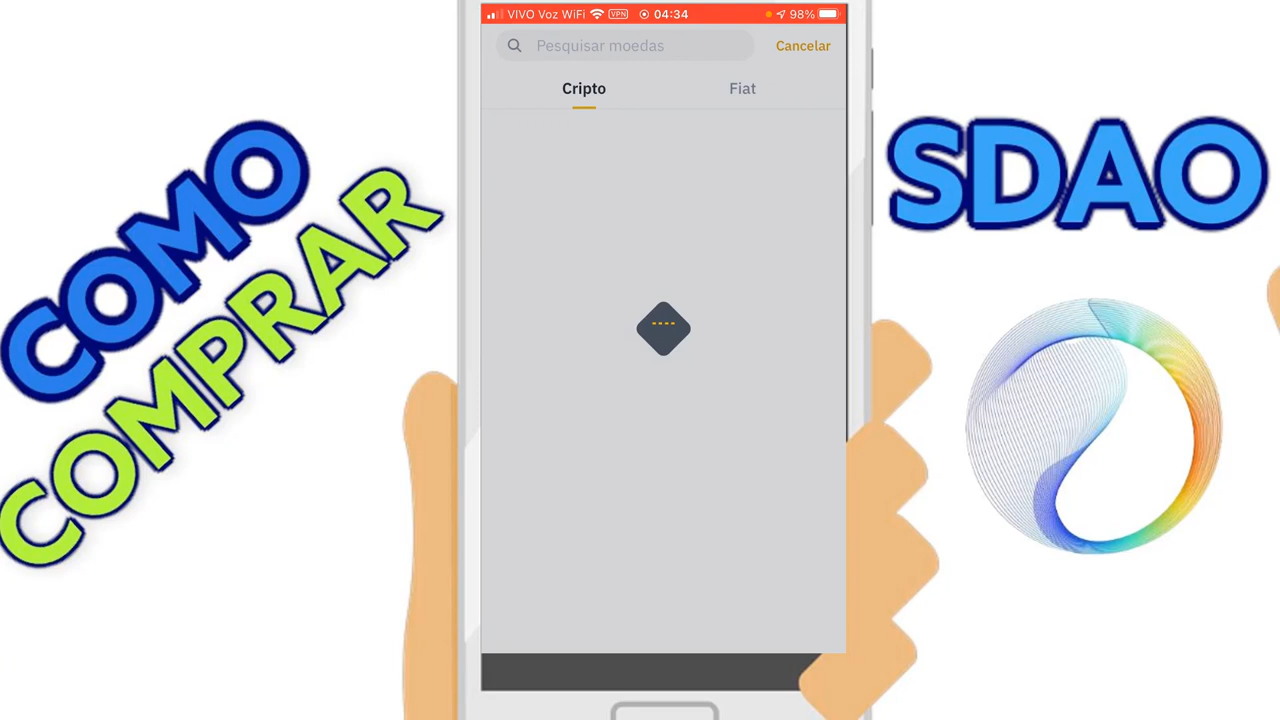 VIVO Voz WiFi VPN 04:34 98%
Pesquisar moedas Cancelar
Cripto Fiat
COMO
COMPRAR
SDAO